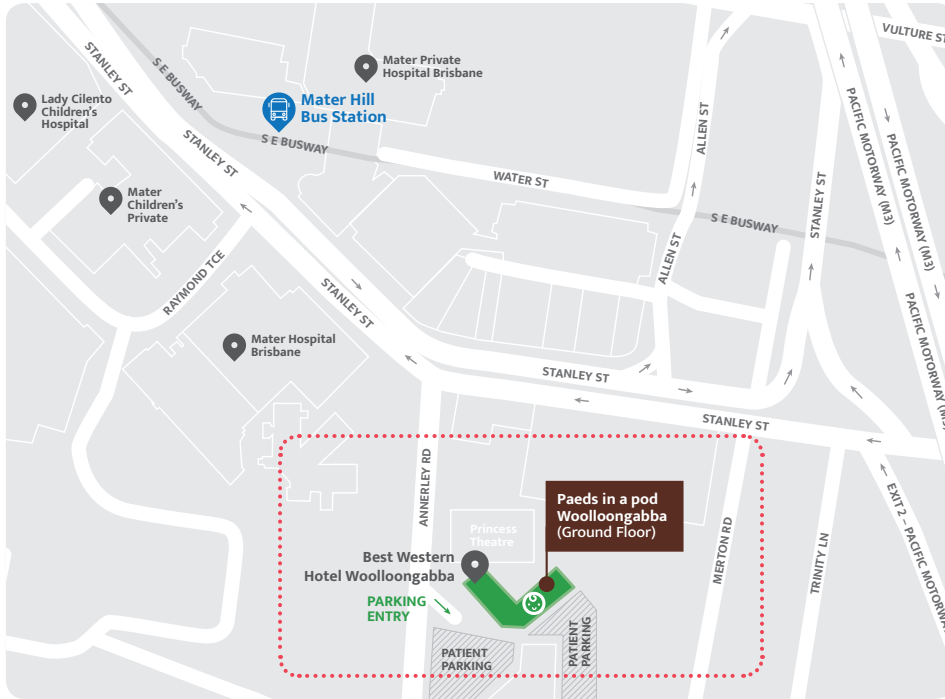 STANLEY ST
S E BUSWAY
Mater Private
Hospital Brisbane
VULTURE ST
Lady Cilento
Children's
Hospital
Mater Hill
Bus Station
S E BUSWAY
STANLEY ST
ALLEN ST
PACIFIC MOTORWAY (M3)
PACIFIC MOTORWAY (M3)
WATER ST
STANLEY ST
Mater
Children's
Private
S E BUSWAY
RAYMOND TCE
ALLEN ST
STANLEY ST
PACIFIC MOTORWAY (M3)
Mater Hospital
Brisbane
STANLEY ST
STANLEY ST
ANNERLEY RD
Paeds in a pod
Woolloongabba
(Ground Floor)
EXIT 2 – PACIFIC MOTORWAY
Princess
Theatre
MERTON RD
TRINITY LN
Best Western
Hotel Woolloongabba
PARKING
ENTRY
PATIENT
PARKING
PATIENT
PARKING